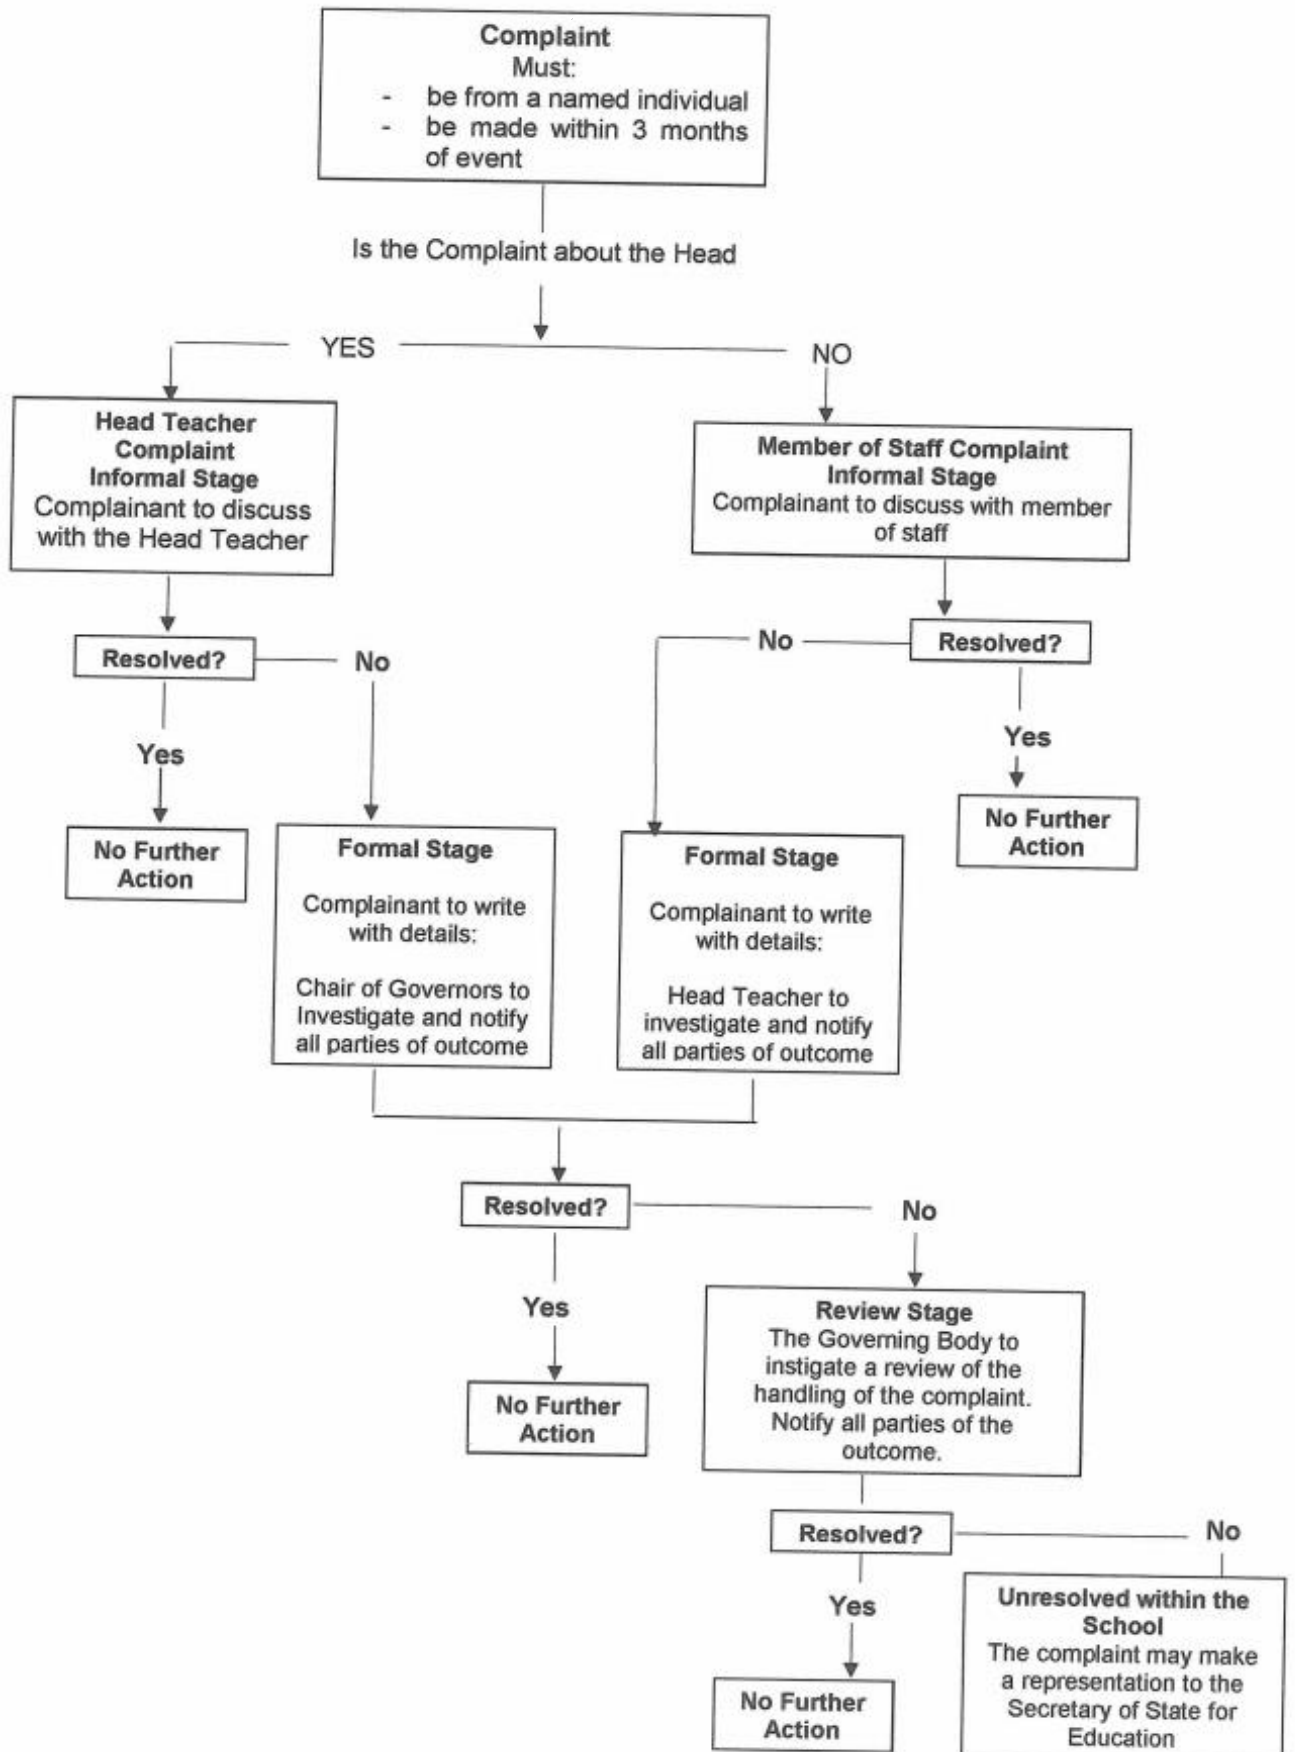 Complaint
Must:
- be from a named individual
- be made within 3 months
of event
Is the Complaint about the Head
YES
NO
Head Teacher
Complaint
Informal Stage
Complainant to discuss
with the Head Teacher
Member of Staff Complaint
Informal Stage
Complainant to discuss with member
of staff
Resolved?
No
No
Resolved?
Yes
Yes
No Further
Action
No Further
Action
Formal Stage
Complainant to write
with details:
Chair of Governors to
Investigate and notify
all parties of outcome
Formal Stage
Complainant to write
with details:
Head Teacher to
investigate and notify
all parties of outcome
Resolved?
No
Yes
No Further
Action
Review Stage
The Governing Body to
instigate a review of the
handling of the complaint.
Notify all parties of the
outcome.
Resolved?
No
Yes
No Further
Action
Unresolved within the
School
The complaint may make
a representation to the
Secretary of State for
Education